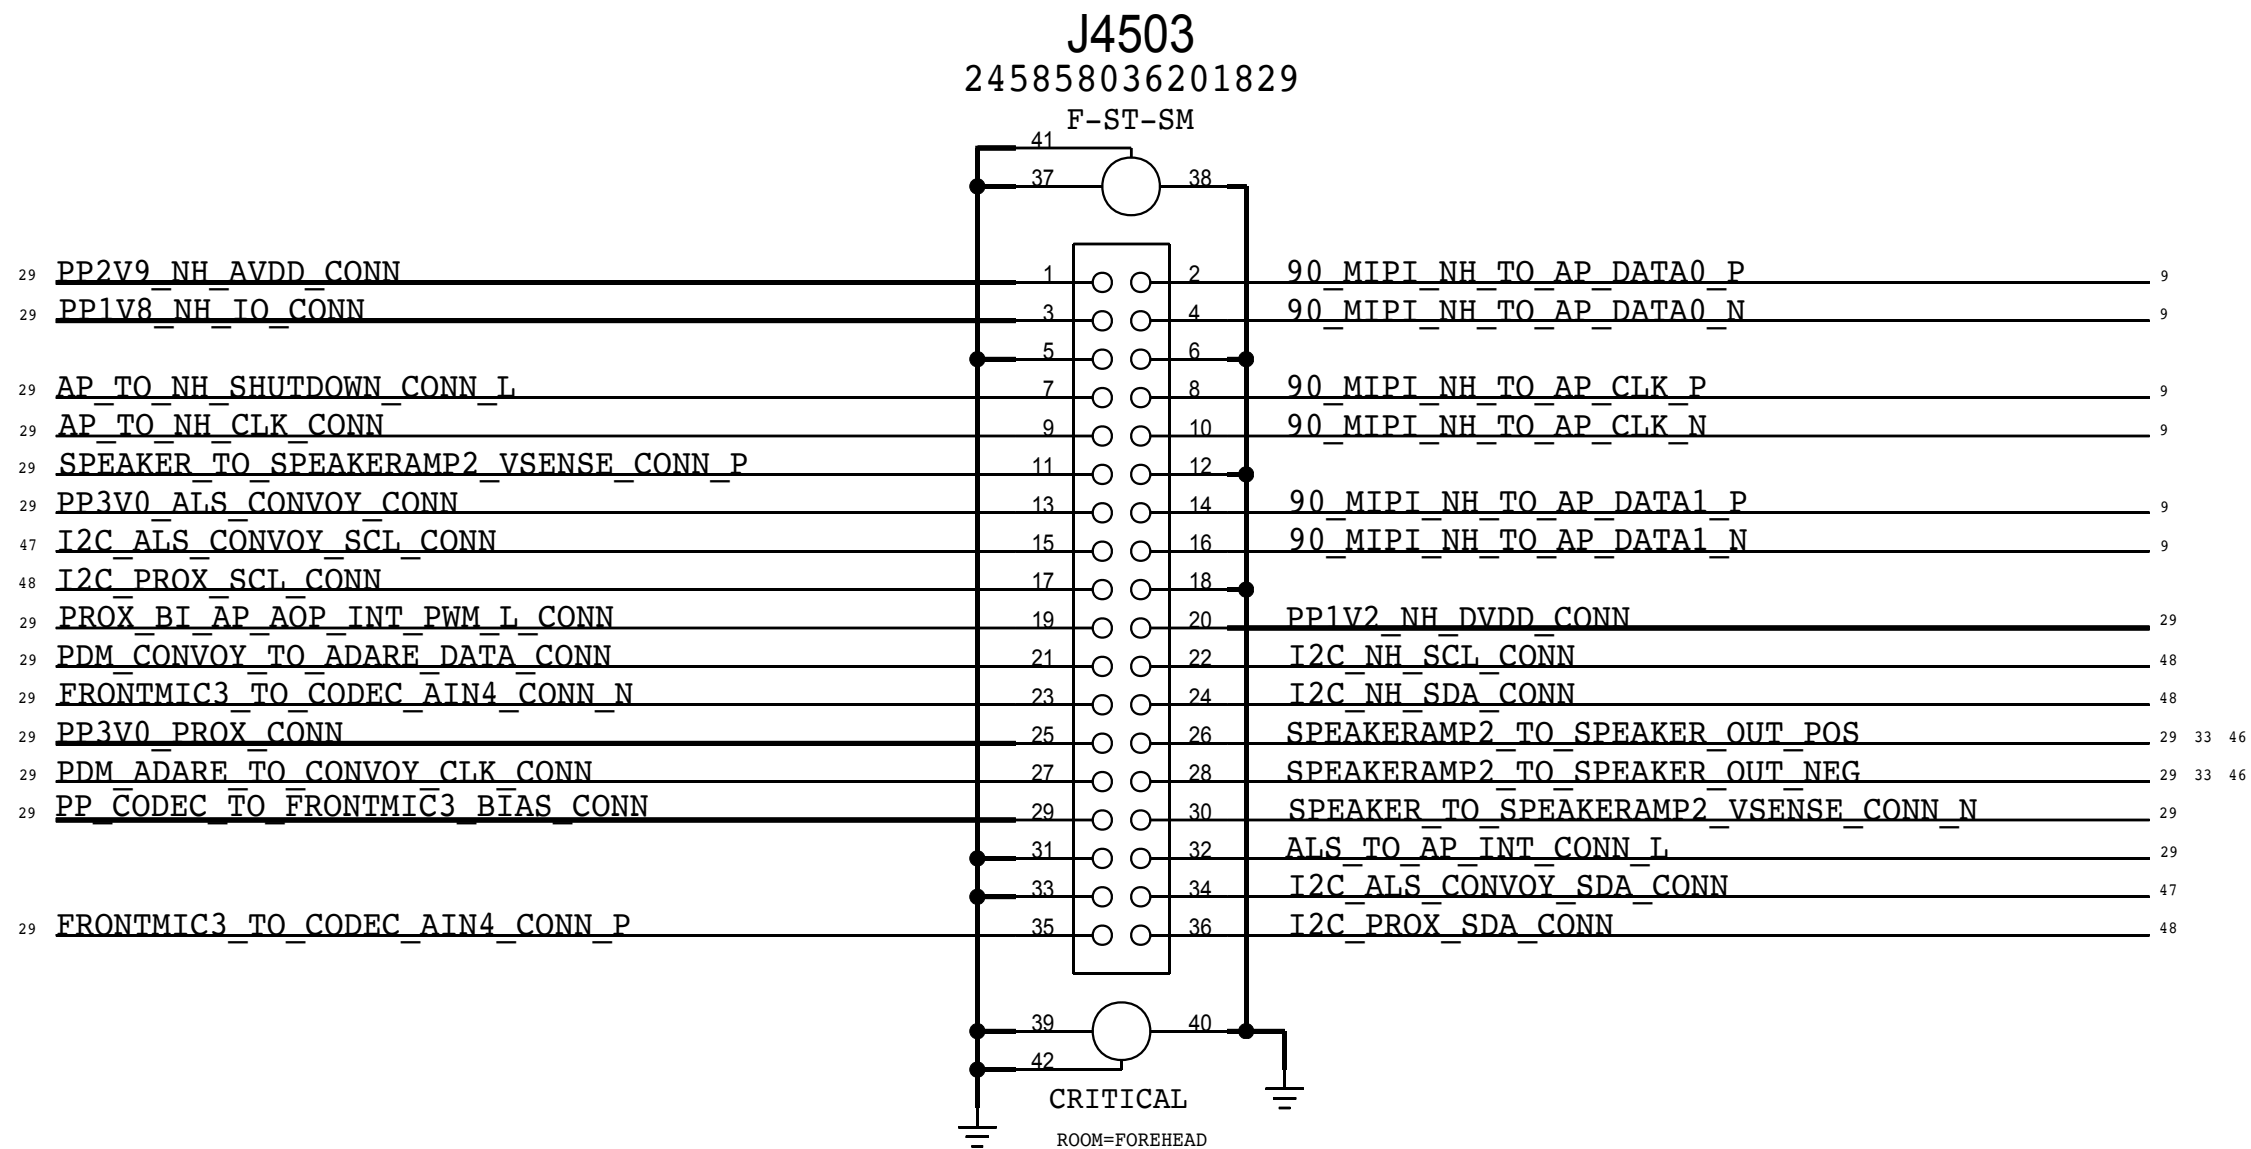 J4503
245858036201829
F-ST-SM
41
37 38
29 PP2V9_NH_AVDD_CONN 1 2 90_MIPI_NH_TO_AP_DATA0_P 9
29 PP1V8_NH_IO_CONN 3 4 90_MIPI_NH_TO_AP_DATA0_N 9
5 6
29 AP_TO_NH_SHUTDOWN_CONN_L 7 8 90_MIPI_NH_TO_AP_CLK_P 9
29 AP_TO_NH_CLK_CONN 9 10 90_MIPI_NH_TO_AP_CLK_N 9
29 SPEAKER_TO_SPEAKERAMP2_VSENSE_CONN_P 11 12
29 PP3V0_ALS_CONVOY_CONN 13 14 90_MIPI_NH_TO_AP_DATA1_P 9
47 I2C_ALS_CONVOY_SCL_CONN 15 16 90_MIPI_NH_TO_AP_DATA1_N 9
48 I2C_PROX_SCL_CONN 17 18
29 PROX_BI_AP_AOP_INT_PWM_L_CONN 19 20 PP1V2_NH_DVDD_CONN 29
29 PDM_CONVOY_TO_ADARE_DATA_CONN 21 22 I2C_NH_SCL_CONN 48
29 FRONTMIC3_TO_CODEC_AIN4_CONN_N 23 24 I2C_NH_SDA_CONN 48
29 PP3V0_PROX_CONN 25 26 SPEAKERAMP2_TO_SPEAKER_OUT_POS 29 33 46
29 PDM_ADARE_TO_CONVOY_CLK_CONN 27 28 SPEAKERAMP2_TO_SPEAKER_OUT_NEG 29 33 46
29 PP_CODEC_TO_FRONTMIC3_BIAS_CONN 29 30 SPEAKER_TO_SPEAKERAMP2_VSENSE_CONN_N 29
31 32 ALS_TO_AP_INT_CONN_L 29
33 34 I2C_ALS_CONVOY_SDA_CONN 47
29 FRONTMIC3_TO_CODEC_AIN4_CONN_P 35 36 I2C_PROX_SDA_CONN 48
39 40
42
CRITICAL
ROOM=FOREHEAD